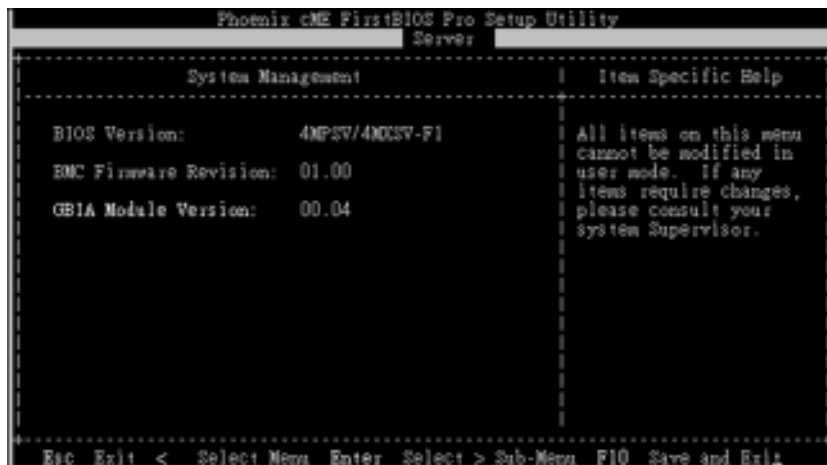 Phoenix cME FirstBIOS Pro Setup Utility
Server
System Management
Item Specific Help
BIOS Version: 4MPSV/4MXSV-F1
BMC Firmware Revision: 01.00
GBIA Module Version: 00.04
All items on this menu
cannot be modified in
user mode. If any
items require changes,
please consult your
system Supervisor.
Esc Exit < Select Menu Enter Select > Sub-Menu F10 Save and Exit